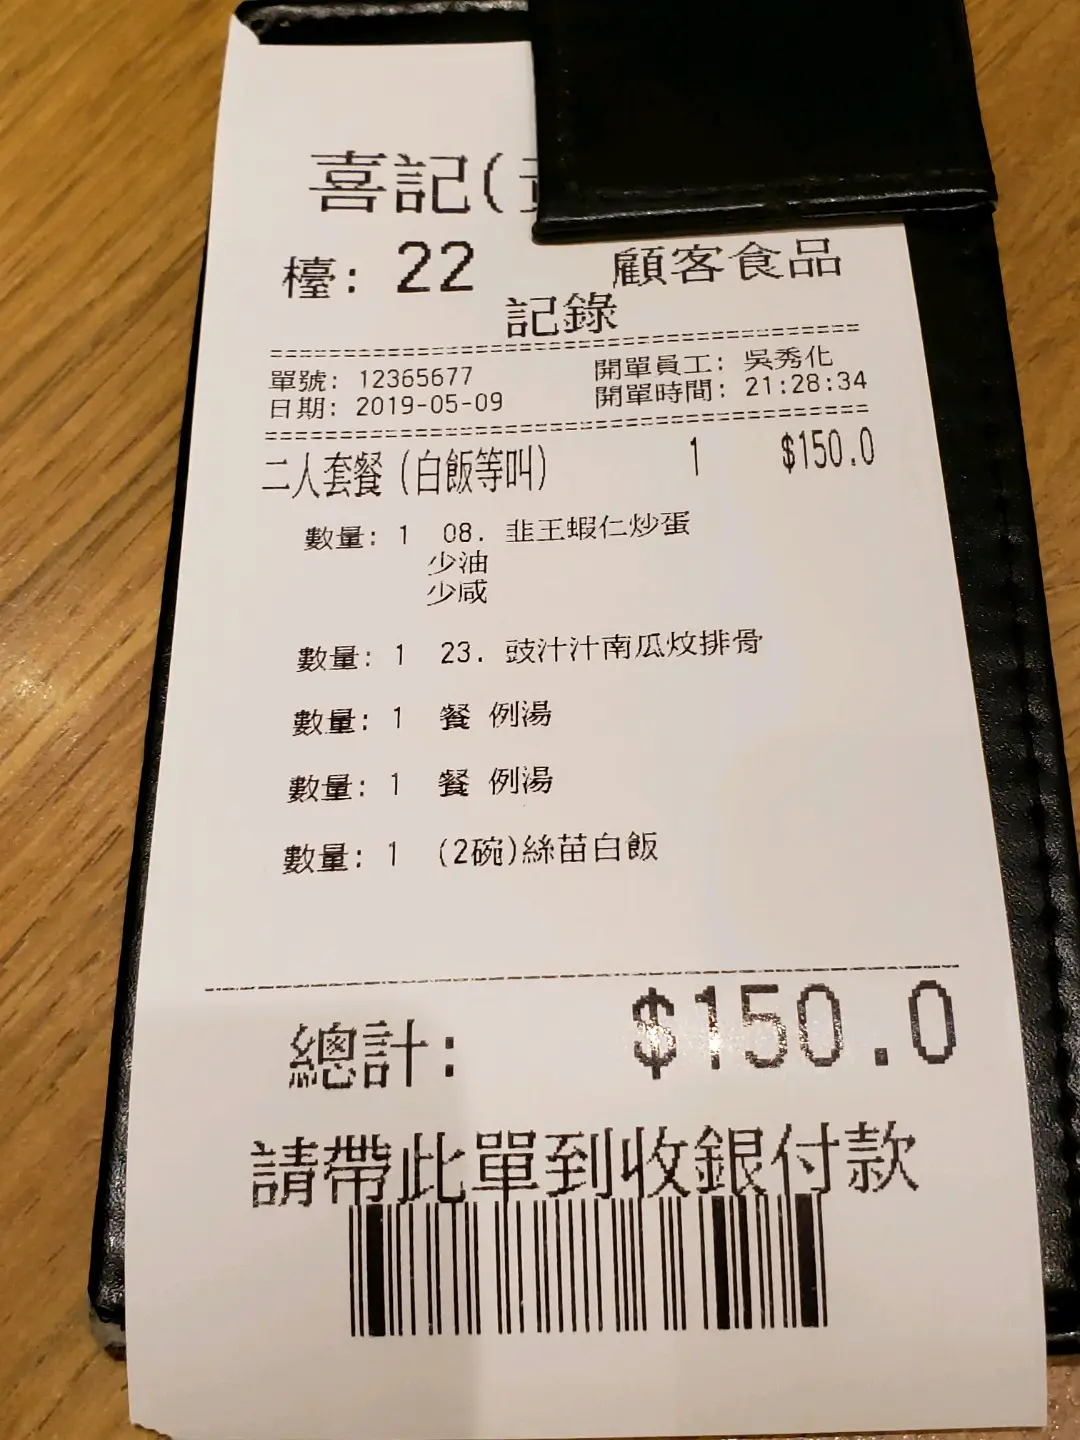 喜記(
檯: 22 顧客食品
記錄
單號: 12365677 開單員工: 吳秀化
日期: 2019-05-09 開單時間: 21:28:34
二人套餐(白飯等叫) 1 $150.0
數量: 1 08. 韭王蝦仁炒蛋
少油
少咸
數量: 1 23. 豉汁汁南瓜炆排骨
數量: 1 餐 例湯
數量: 1 餐 例湯
數量: 1 (2碗)絲苗白飯
總計: $150.0
請帶此單到收銀付款